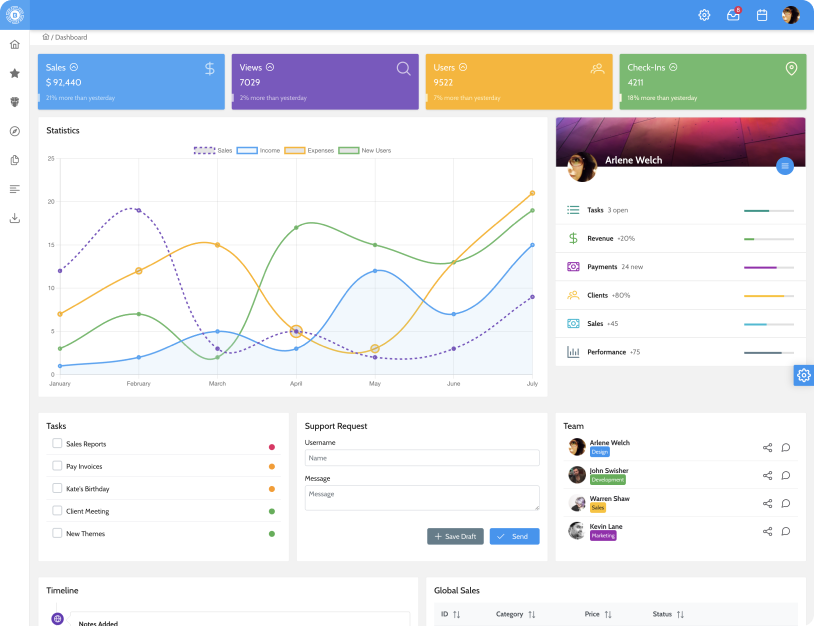 8
/ Dashboard
Sales
$ 92,440
21% more than yesterday
Views
7029
2% more than yesterday
Users
9522
7% more than yesterday
Check-Ins
4211
18% more than yesterday
Statistics
Sales Income Expenses New Users
25
20
15
10
5
0
January February March April May June July
Arlene Welch
Tasks 3 open
Revenue +20%
Payments 24 new
Clients +80%
Sales +45
Performance +75
Tasks
Sales Reports
Pay Invoices
Kate's Birthday
Client Meeting
New Themes
Support Request
Username
Name
Message
Message
Save Draft Send
Team
Arlene Welch
Design
John Swisher
Development
Warren Shaw
Sales
Kevin Lane
Marketing
Timeline
Notes Added
Global Sales
ID Category Price Status